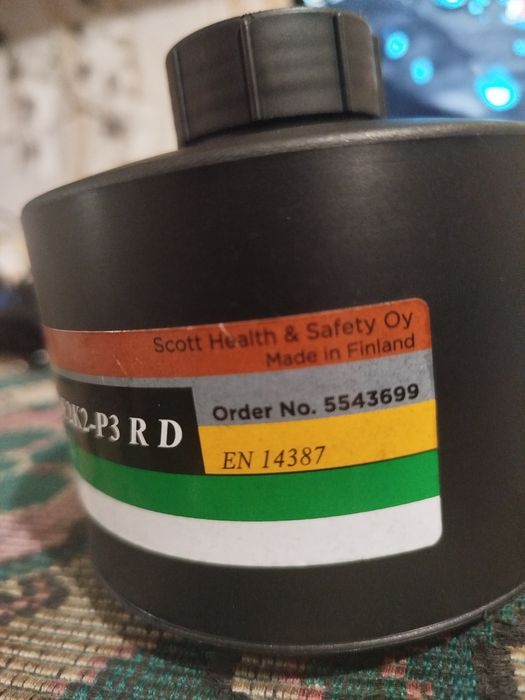 Scott Health & Safety Oy
Made in Finland
Order No. 5543699
K2-P3 R D
EN 14387